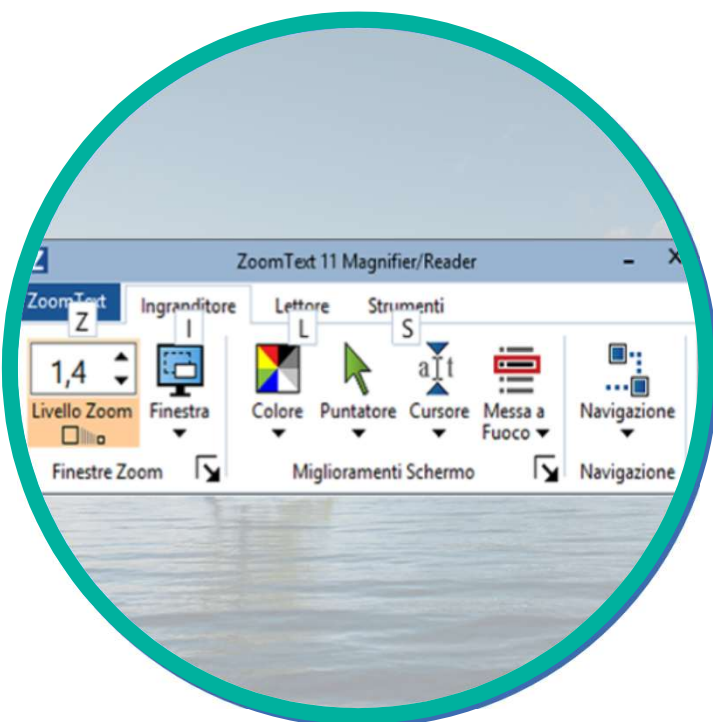 Z ZoomText 11 Magnifier/Reader
ZoomText Ingranditore Lettore Strumenti
Z I L S
1,4 aIt
Livello Zoom Finestra Colore Puntatore Cursore Messa a Fuoco Navigazione
Finestre Zoom Miglioramenti Schermo Navigazione